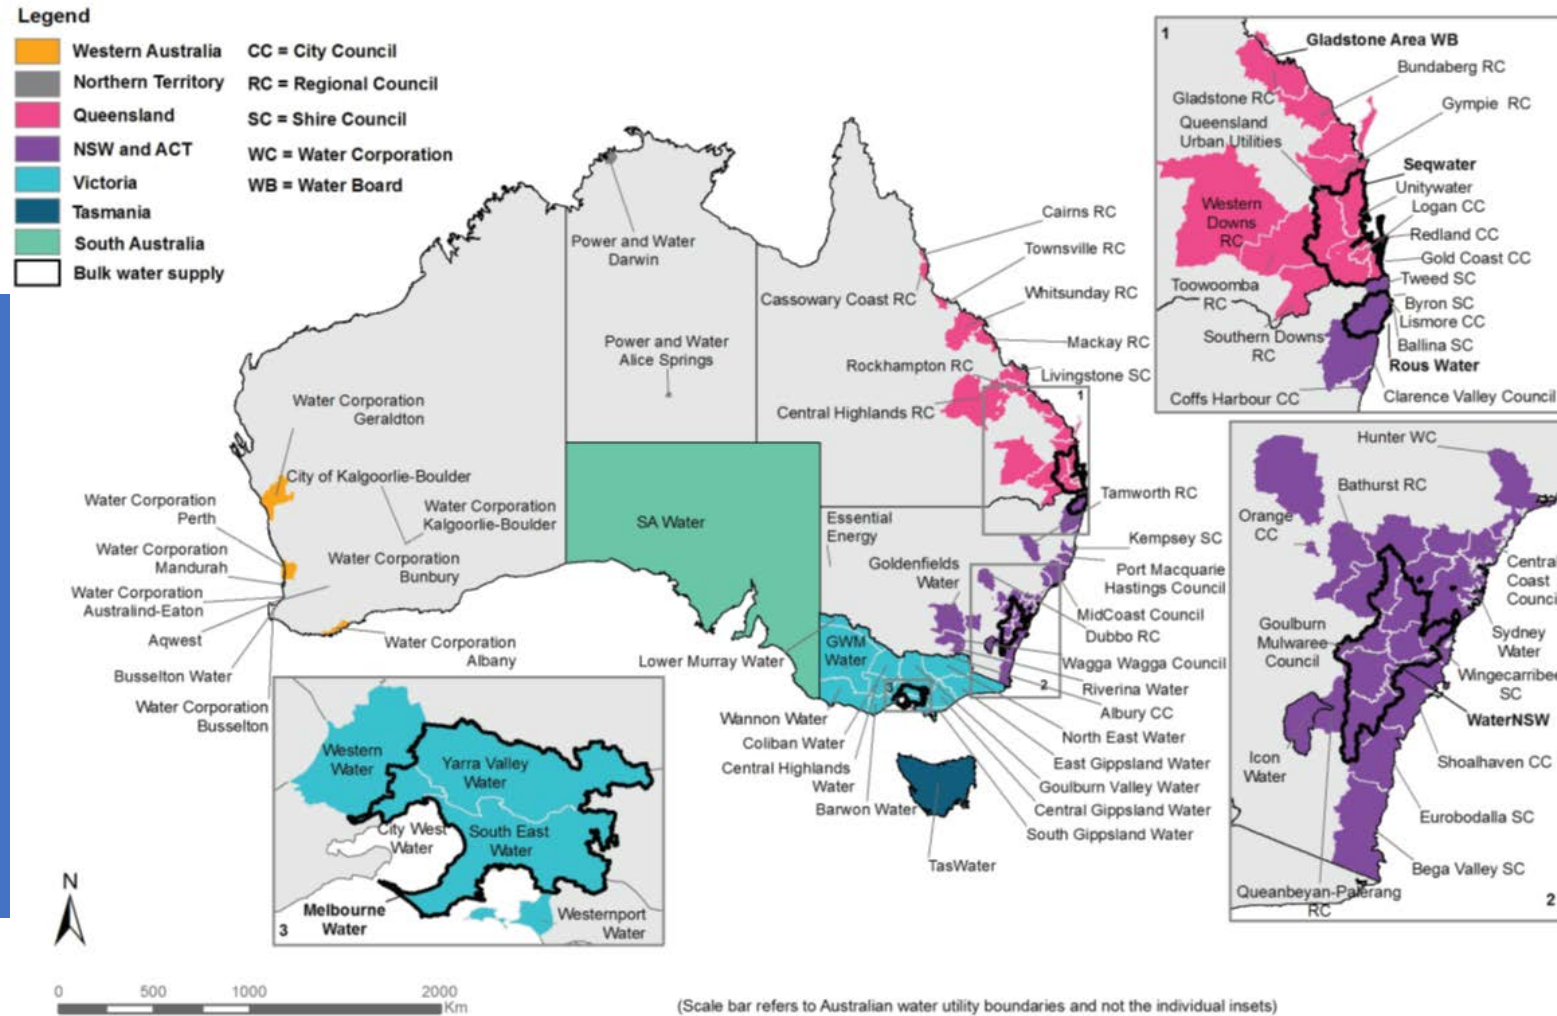 Legend
Western Australia
Northern Territory
Queensland
NSW and ACT
Victoria
Tasmania
South Australia
Bulk water supply
CC = City Council
RC = Regional Council
SC = Shire Council
WC = Water Corporation
WB = Water Board
Power and Water
Darwin
Power and Water
Alice Springs
Cairns RC
Townsville RC
Cassowary Coast RC
Whitsunday RC
Mackay RC
Rockhampton RC
Livingstone SC
Central Highlands RC
1
Water Corporation
Geraldton
City of Kalgoorlie-Boulder
Water Corporation
Kalgoorlie-Boulder
Water Corporation
Perth
Water Corporation
Mandurah
Water Corporation
Bunbury
Water Corporation
Australind-Eaton
Aqwest
Busselton Water
Water Corporation
Busselton
Water Corporation
Albany
SA Water
Essential
Energy
Goldenfields
Water
Tamworth RC
Kempsey SC
Port Macquarie
Hastings Council
MidCoast Council
Dubbo RC
Wagga Wagga Council
Riverina Water
Albury CC
2
North East Water
East Gippsland Water
Goulburn Valley Water
Central Gippsland Water
South Gippsland Water
Lower Murray Water
GWM
Water
3
Wannon Water
Coliban Water
Central Highlands
Water
Barwon Water
TasWater
1
Gladstone Area WB
Bundaberg RC
Gladstone RC
Gympie RC
Queensland
Urban Utilities
Seqwater
Unitywater
Logan CC
Western
Downs
RC
Redland CC
Gold Coast CC
Tweed SC
Toowoomba
RC
Byron SC
Lismore CC
Southern Downs
RC
Ballina SC
Rous Water
Coffs Harbour CC
Clarence Valley Council
Hunter WC
Bathurst RC
Orange
CC
Central
Coast
Counci
Goulburn
Mulwaree
Council
Sydney
Water
Wingecarribee
SC
WaterNSW
Icon
Water
Shoalhaven CC
Eurobodalla SC
Bega Valley SC
Queanbeyan-Palerang
RC
2
Western
Water
Yarra Valley
Water
City West
Water
South East
Water
Melbourne
Water
Westernport
Water
3
N
0 500 1000 2000
Km
(Scale bar refers to Australian water utility boundaries and not the individual insets)